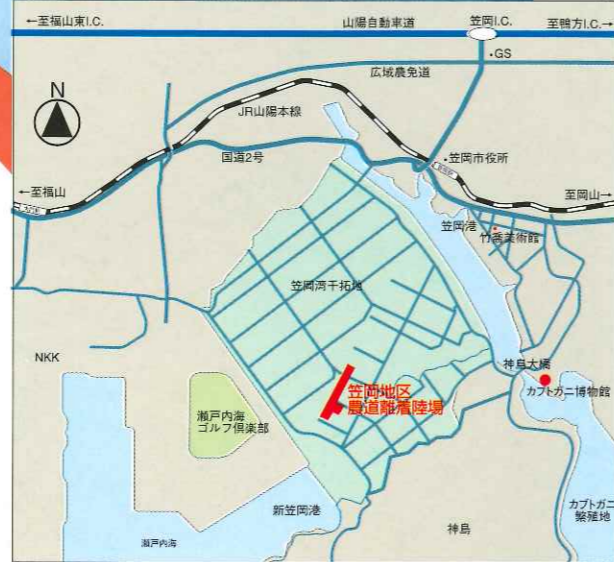 ←至福山東I.C.
山陽自動車道
笠岡I.C.
至鴨方I.C.→
・GS
広域農免道
N
JR山陽本線
国道2号
・笠岡市役所
←至福山
至岡山→
笠岡港
竹喬美術館
笠岡湾干拓地
NKK
神島大橋
カブトガニ博物館
笠岡地区
農道離着陸場
瀬戸内海
ゴルフ倶楽部
カブトガニ
繁殖地
新笠岡港
神島
瀬戸内海